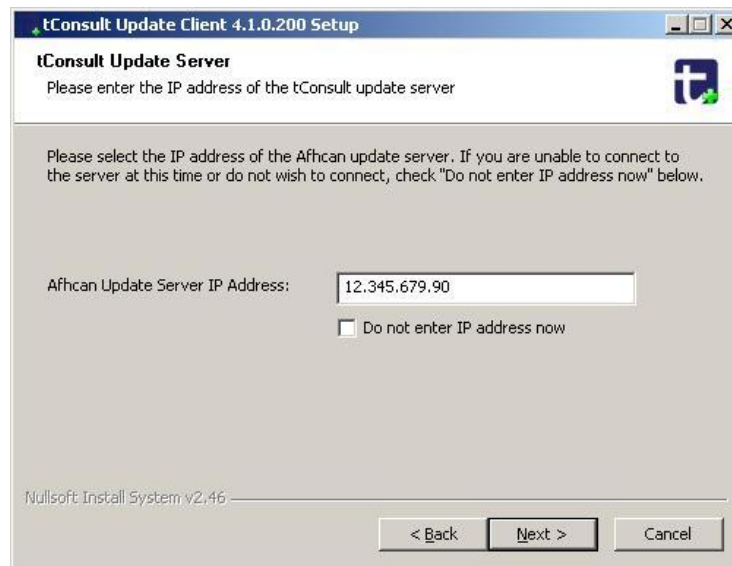 tConsult Update Client 4.1.0.200 Setup
tConsult Update Server
Please enter the IP address of the tConsult update server
t
Please select the IP address of the Afhcan update server. If you are unable to connect to
the server at this time or do not wish to connect, check "Do not enter IP address now" below.
Afhcan Update Server IP Address:
12.345.679.90
Do not enter IP address now
Nullsoft Install System v2.46
< Back
Next >
Cancel